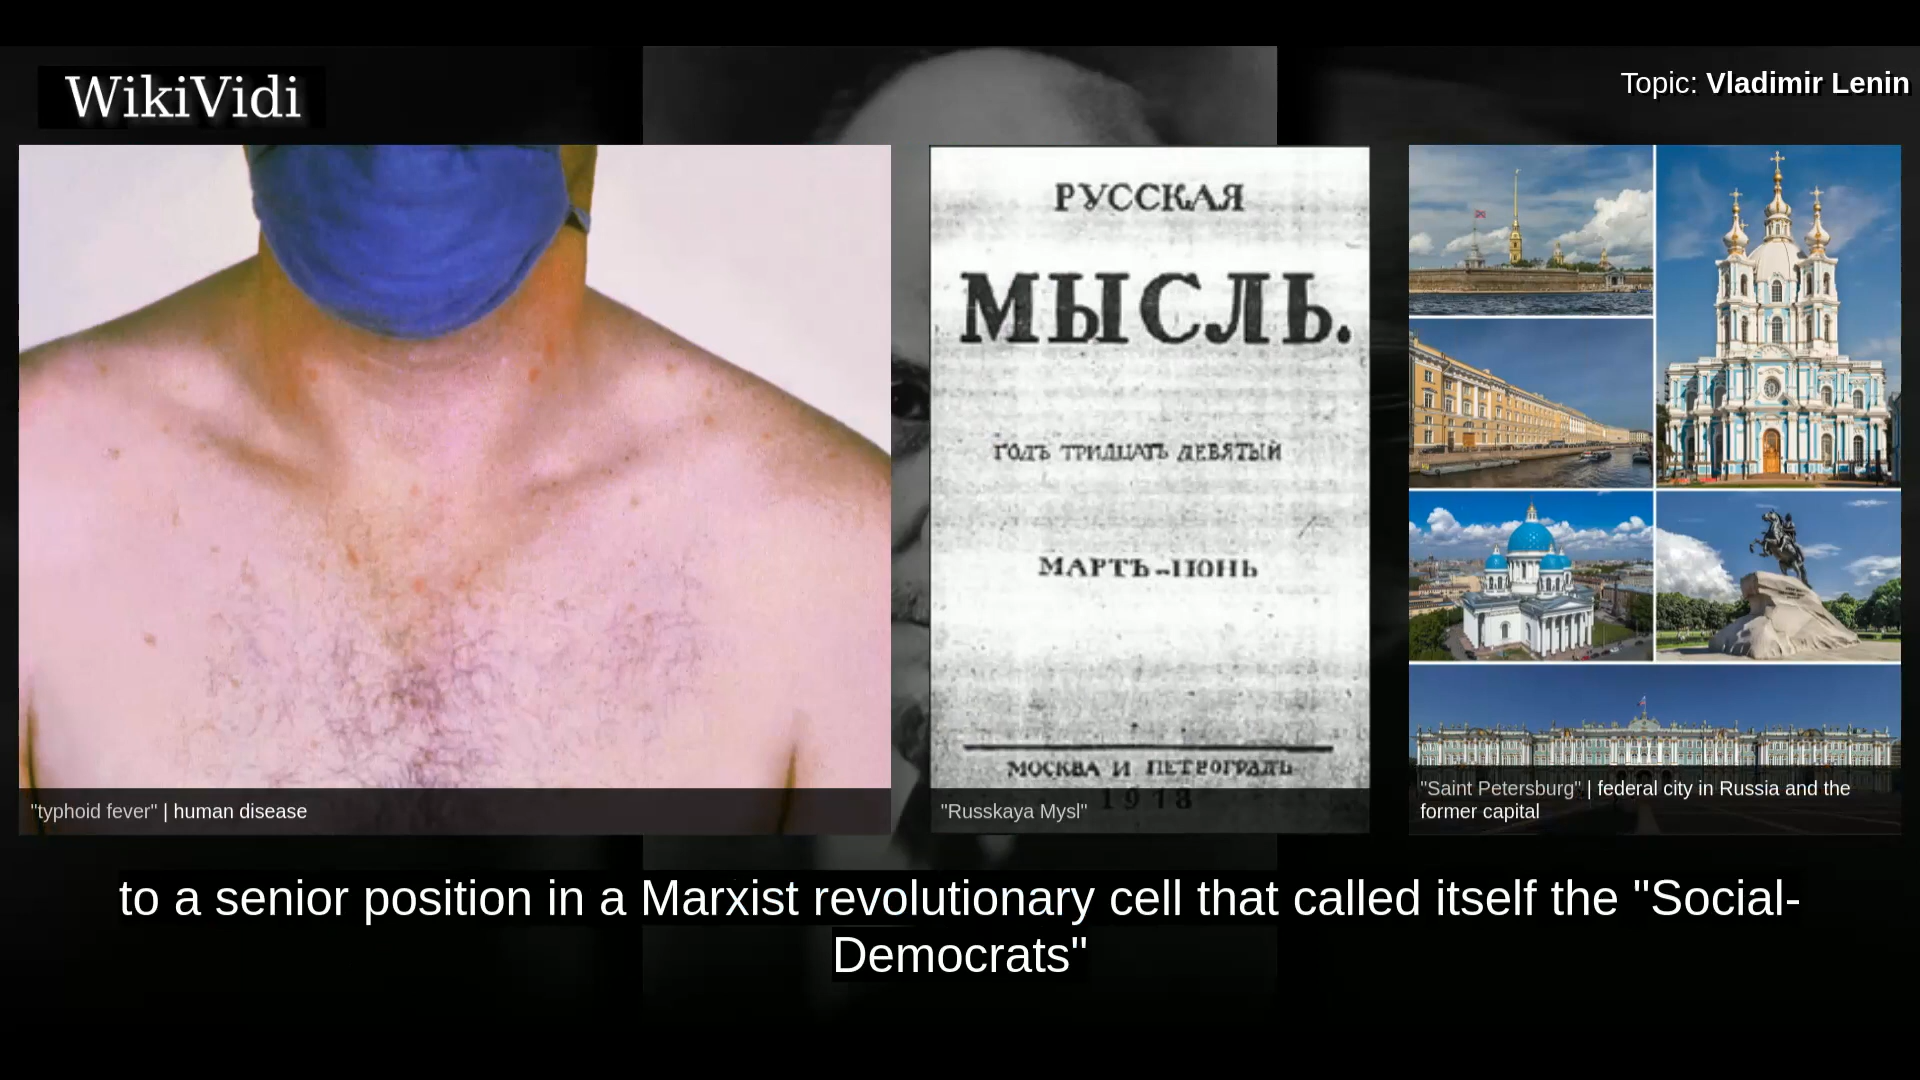 WikiVidi
Topic: Vladimir Lenin
РУССКАЯ
МЫСЛЬ.
ГОДЪ ТРИДЦАТЬ ДЕВЯТЫЙ
МАРТЪ-ІЮНЬ
МОСКВА И ПЕТРОГРАДЪ
1918
"typhoid fever" | human disease
"Russkaya Mysl"
"Saint Petersburg" | federal city in Russia and the
former capital
to a senior position in a Marxist revolutionary cell that called itself the "Social-
Democrats"